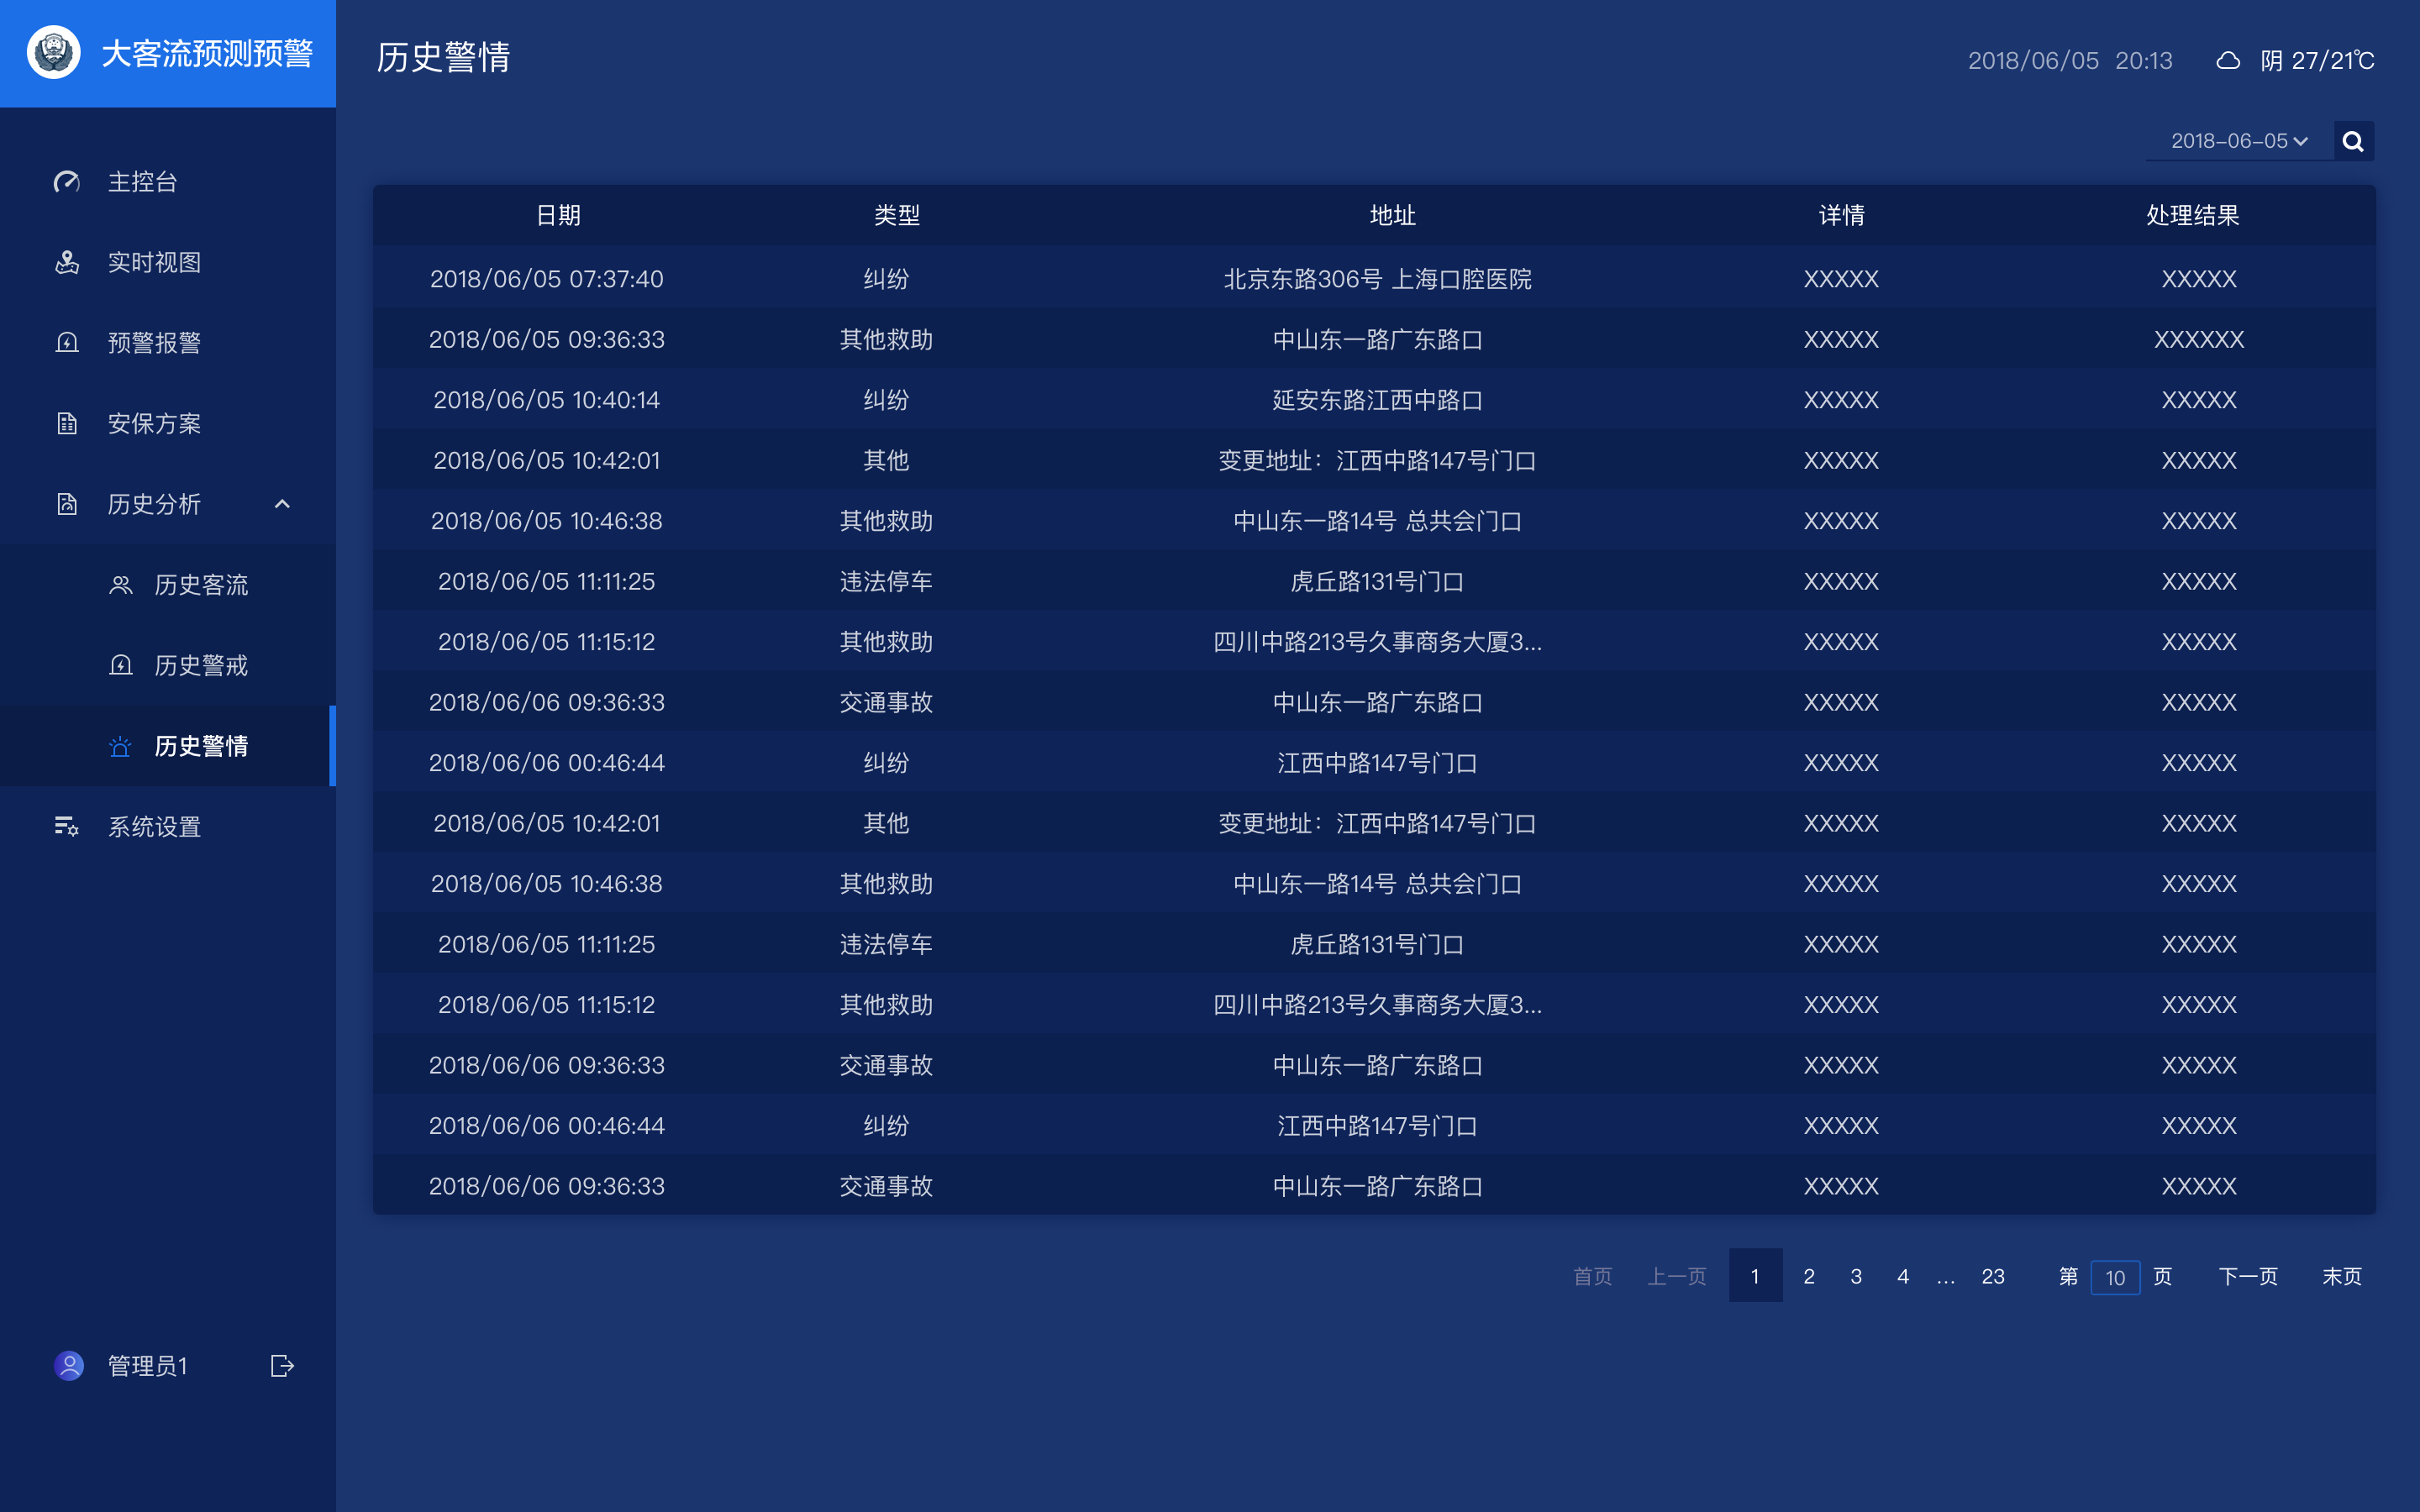 大客流预测预警
历史警情
2018/06/05 20:13 阴 27/21℃
2018-06-05
主控台
实时视图
预警报警
安保方案
历史分析
历史客流
历史警戒
历史警情
系统设置
管理员1
日期 类型 地址 详情 处理结果
2018/06/05 07:37:40 纠纷 北京东路306号 上海口腔医院 XXXXX XXXXX
2018/06/05 09:36:33 其他救助 中山东一路广东路口 XXXXX XXXXXX
2018/06/05 10:40:14 纠纷 延安东路江西中路口 XXXXX XXXXX
2018/06/05 10:42:01 其他 变更地址：江西中路147号门口 XXXXX XXXXX
2018/06/05 10:46:38 其他救助 中山东一路14号 总共会门口 XXXXX XXXXX
2018/06/05 11:11:25 违法停车 虎丘路131号门口 XXXXX XXXXX
2018/06/05 11:15:12 其他救助 四川中路213号久事商务大厦3... XXXXX XXXXX
2018/06/06 09:36:33 交通事故 中山东一路广东路口 XXXXX XXXXX
2018/06/06 00:46:44 纠纷 江西中路147号门口 XXXXX XXXXX
2018/06/05 10:42:01 其他 变更地址：江西中路147号门口 XXXXX XXXXX
2018/06/05 10:46:38 其他救助 中山东一路14号 总共会门口 XXXXX XXXXX
2018/06/05 11:11:25 违法停车 虎丘路131号门口 XXXXX XXXXX
2018/06/05 11:15:12 其他救助 四川中路213号久事商务大厦3... XXXXX XXXXX
2018/06/06 09:36:33 交通事故 中山东一路广东路口 XXXXX XXXXX
2018/06/06 00:46:44 纠纷 江西中路147号门口 XXXXX XXXXX
2018/06/06 09:36:33 交通事故 中山东一路广东路口 XXXXX XXXXX
首页 上一页 1 2 3 4 ... 23 第 10 页 下一页 末页